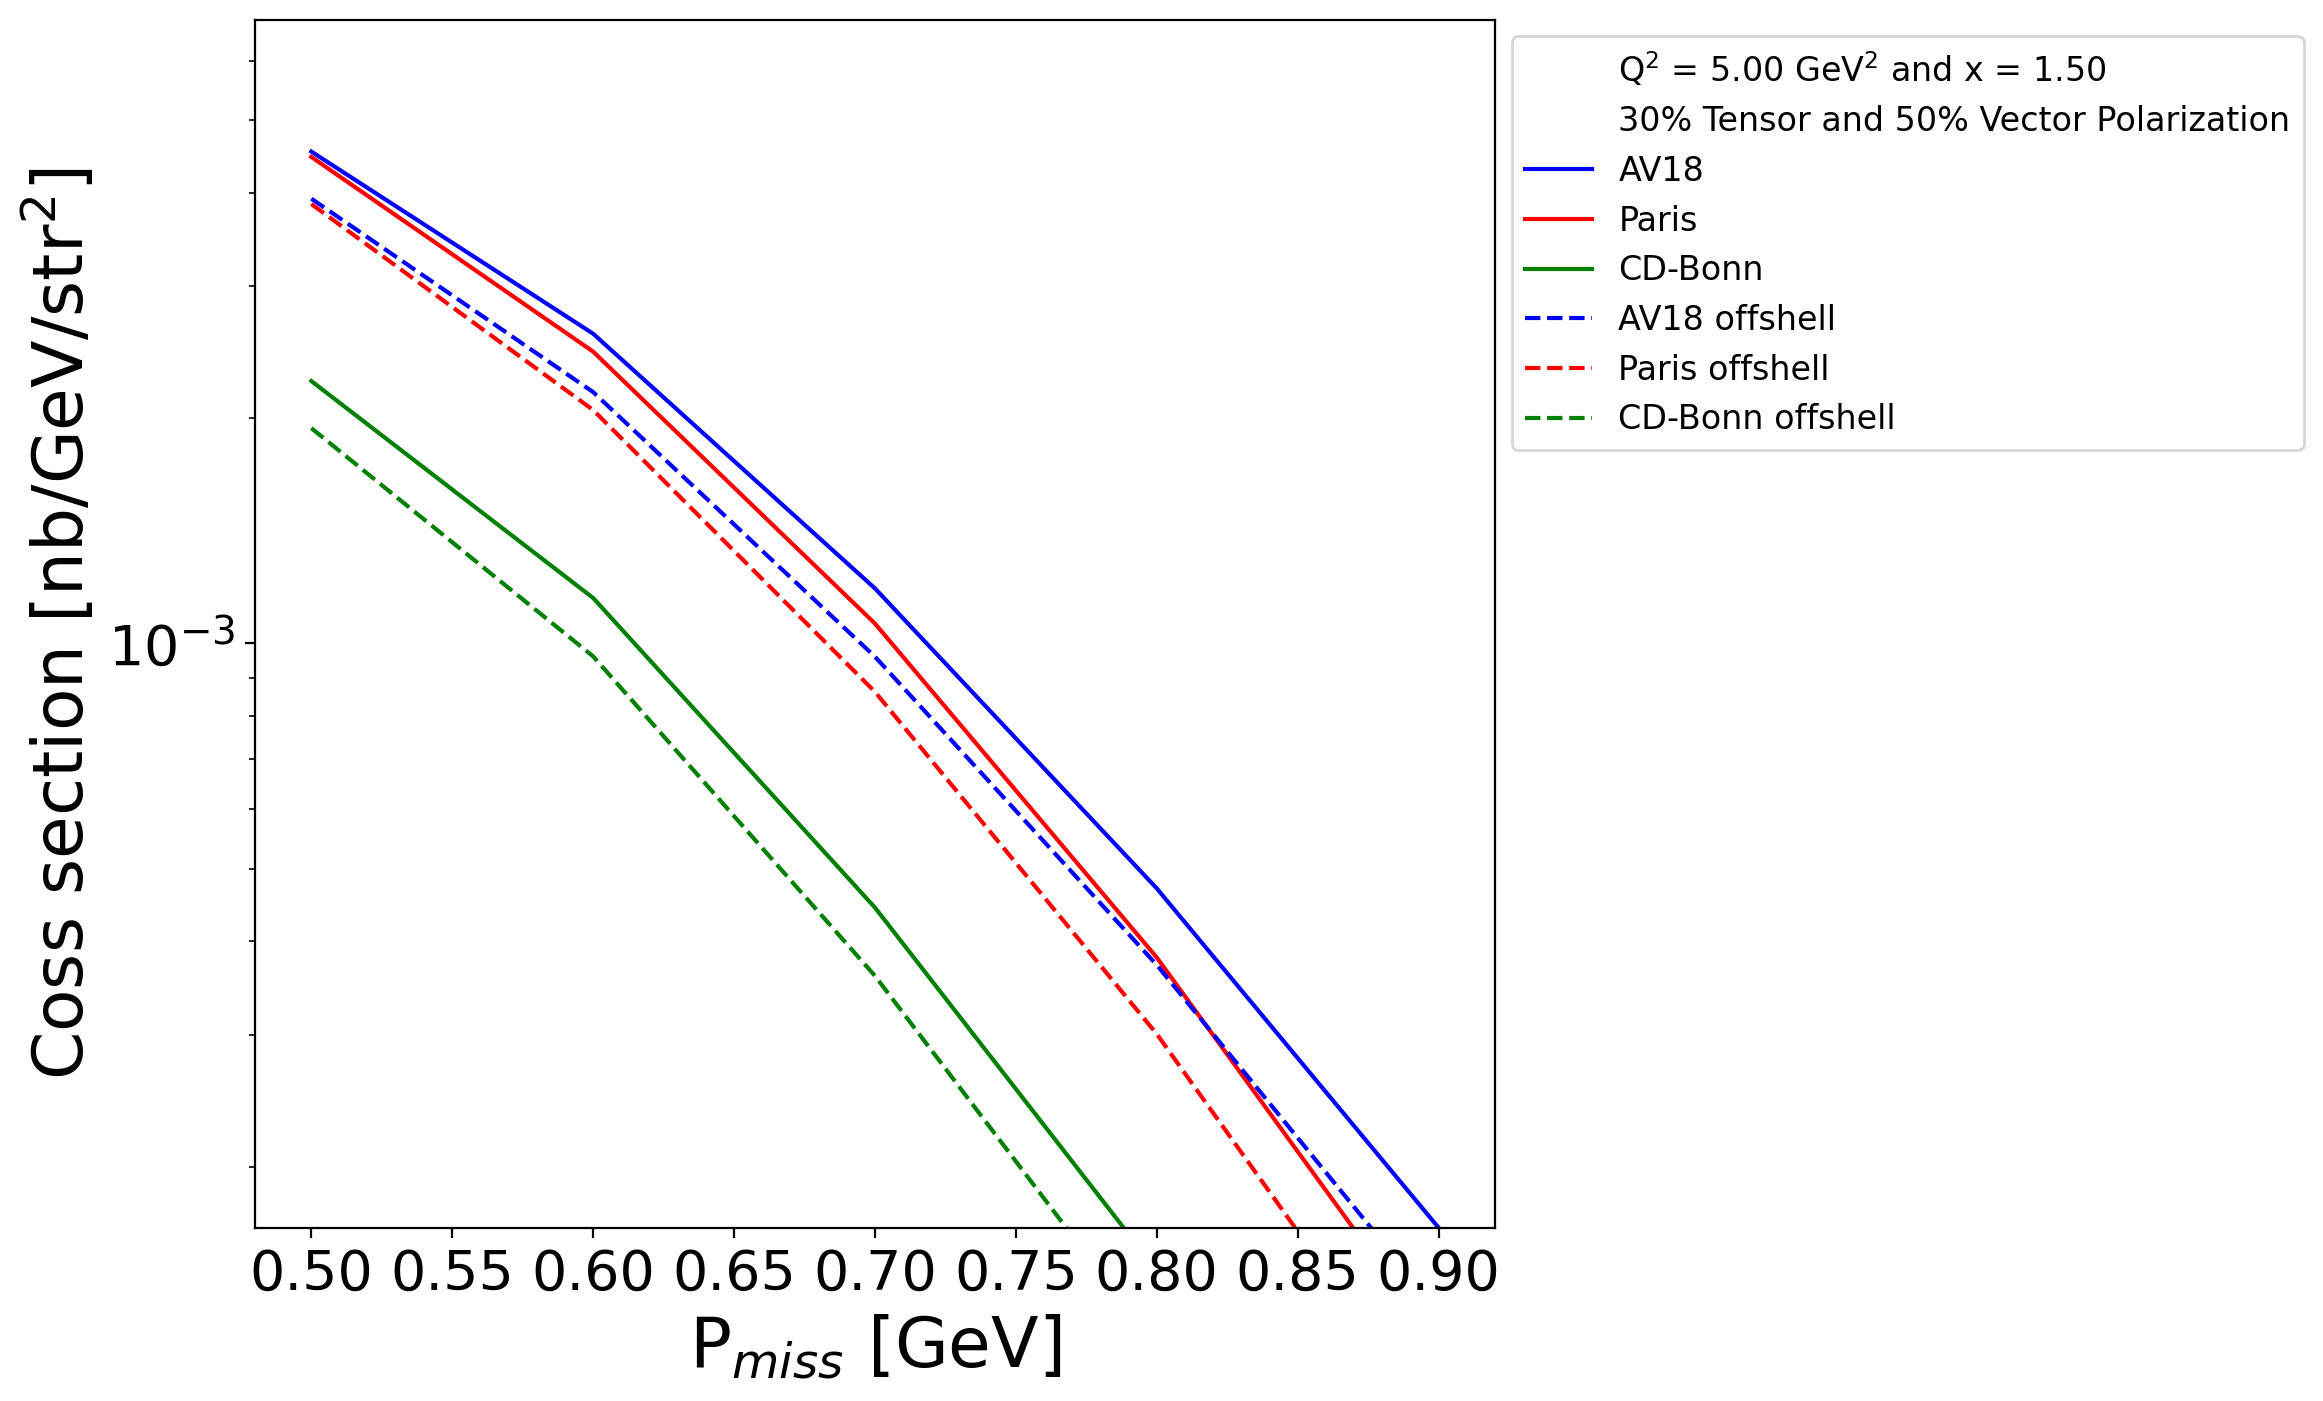 Coss section [nb/GeV/str²]
10⁻³
0.50 0.55 0.60 0.65 0.70 0.75 0.80 0.85 0.90
P_miss [GeV]
Q² = 5.00 GeV² and x = 1.50
30% Tensor and 50% Vector Polarization
AV18
Paris
CD-Bonn
AV18 offshell
Paris offshell
CD-Bonn offshell